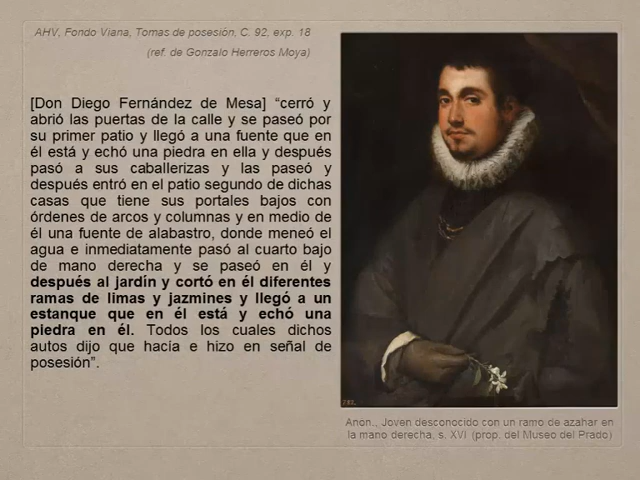 AHV, Fondo Viana, Tomas de posesión, C. 92, exp. 18
(ref. de Gonzalo Herreros Moya)
[Don Diego Fernández de Mesa] “cerró y
abrió las puertas de la calle y se paseó por
su primer patio y llegó a una fuente que en
él está y echó una piedra en ella y después
pasó a sus caballerizas y las paseó y
después entró en el patio segundo de dichas
casas que tiene sus portales bajos con
órdenes de arcos y columnas y en medio de
él una fuente de alabastro, donde meneó el
agua e inmediatamente pasó al cuarto bajo
de mano derecha y se paseó en él y
después al jardín y cortó en él diferentes
ramas de limas y jazmines y llegó a un
estanque que en él está y echó una
piedra en él. Todos los cuales dichos
autos dijo que hacía e hizo en señal de
posesión”.
Anon., Joven desconocido con un ramo de azahar en
la mano derecha, s. XVI (prop. del Museo del Prado)